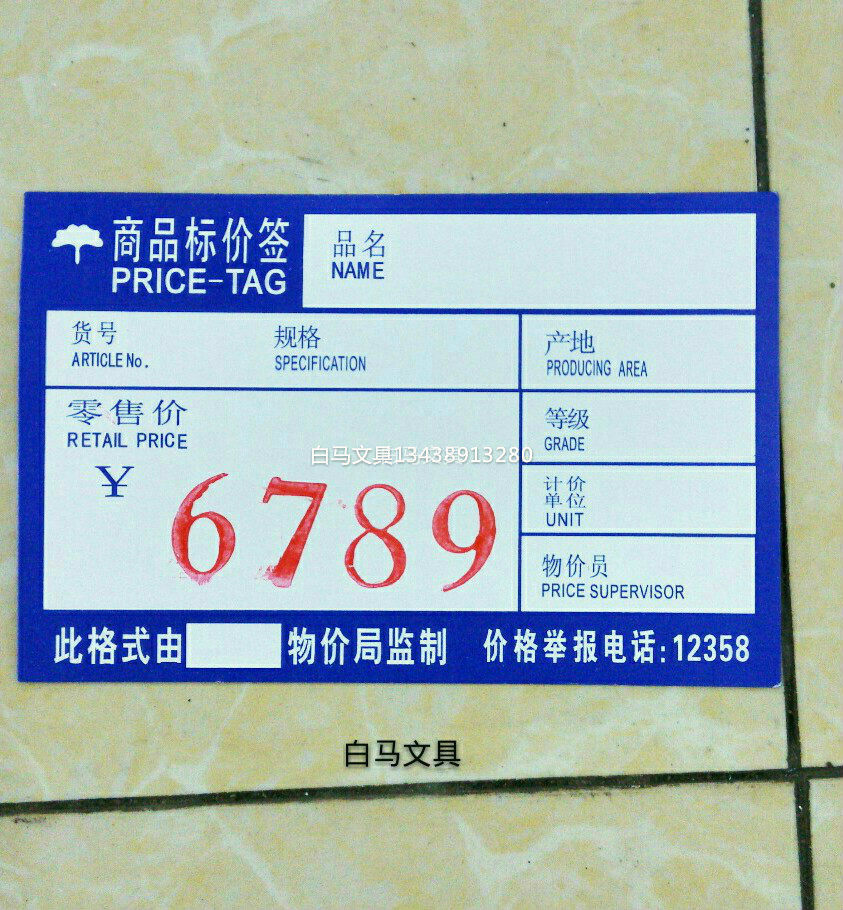 商品标价签
PRICE-TAG
品名
NAME
货号
ARTICLE No.
规格
SPECIFICATION
产地
PRODUCING AREA
零售价
RETAIL PRICE
¥
6789
白马文具13438913280
等级
GRADE
计价
单位
UNIT
物价员
PRICE SUPERVISOR
此格式由 物价局监制 价格举报电话:12358
白马文具